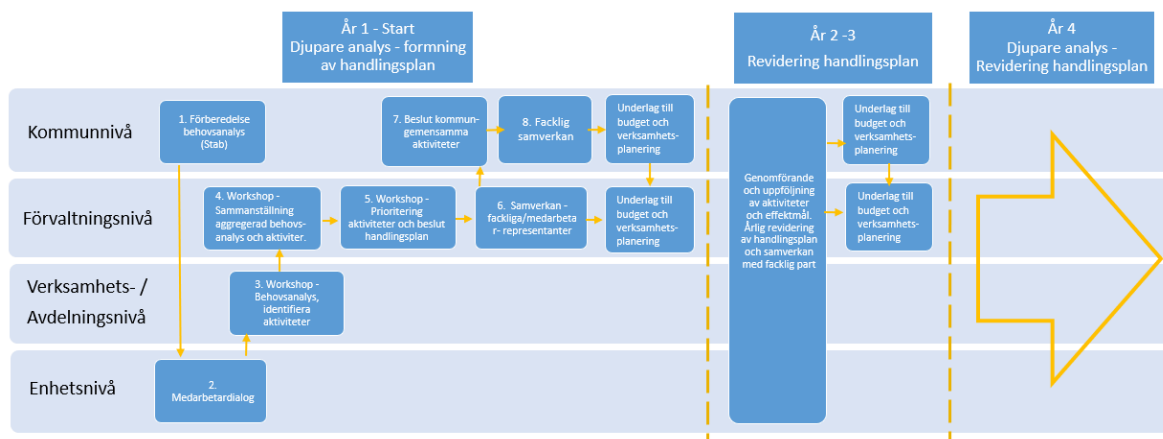 År 1 - Start
Djupare analys - formning
av handlingsplan
År 2 -3
Revidering handlingsplan
År 4
Djupare analys -
Revidering handlingsplan
Kommunnivå
1. Förberedelse
behovsanalys
(Stab)
7. Beslut kommun-
gemensamma
aktiviteter
8. Facklig
samverkan
Underlag till
budget och
verksamhets-
planering
Underlag till
budget och
verksamhets-
planering
Förvaltningsnivå
4. Workshop -
Sammanställning
aggregerad behovs-
analys och aktiviter.
5. Workshop -
Prioritering
aktiviteter och beslut
handlingsplan
6. Samverkan -
fackliga/medarbeta
r- representanter
Underlag till
budget och
verksamhets-
planering
Genomförande
och uppföljning
av aktiviteter
och effektmål.
Årlig revidering
av handlingsplan
och samverkan
med facklig part
Underlag till
budget och
verksamhets-
planering
Verksamhets- /
Avdelningsnivå
3. Workshop -
Behovsanalys,
identifiera
aktiviteter
Enhetsnivå
2.
Medarbetardialog